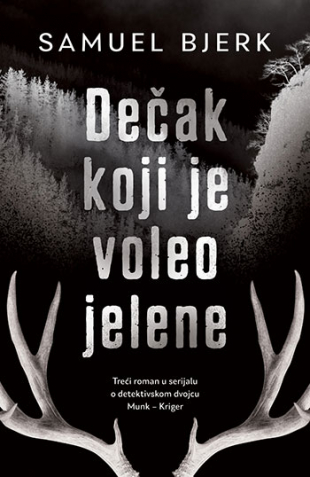 SAMUEL BJERK
Dečak
koji je
voleo
jelene
Treći roman u serijalu
o detektivskom dvojcu
Munk – Kriger